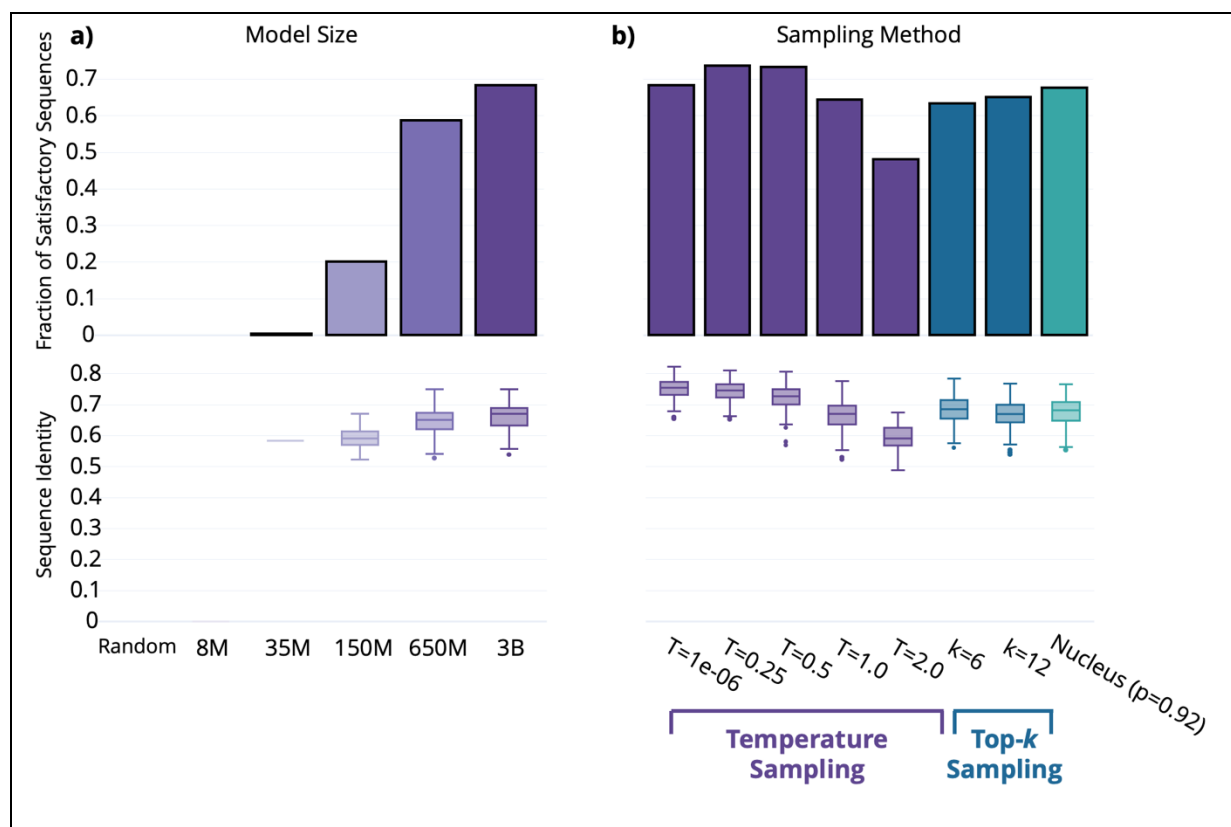 a) Model Size
b) Sampling Method
Fraction of Satisfactory Sequences
0.7
0.6
0.5
0.4
0.3
0.2
0.1
0
Sequence Identity
0.8
0.7
0.6
0.5
0.4
0.3
0.2
0.1
0
Random 8M 35M 150M 650M 3B
T=1e-06 T=0.25 T=0.5 T=1.0 T=2.0 k=6 k=12 Nucleus (p=0.92)
Temperature
Sampling
Top-k
Sampling